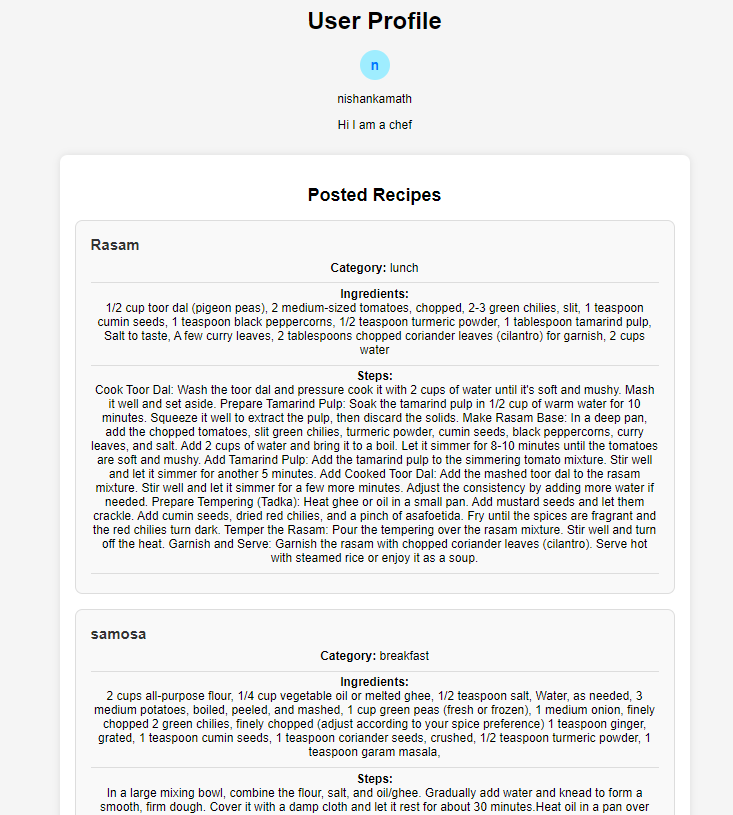 User Profile
n
nishankamath
Hi I am a chef
Posted Recipes
Rasam
Category: lunch
Ingredients:
1/2 cup toor dal (pigeon peas), 2 medium-sized tomatoes, chopped, 2-3 green chilies, slit, 1 teaspoon
cumin seeds, 1 teaspoon black peppercorns, 1/2 teaspoon turmeric powder, 1 tablespoon tamarind pulp,
Salt to taste, A few curry leaves, 2 tablespoons chopped coriander leaves (cilantro) for garnish, 2 cups
water
Steps:
Cook Toor Dal: Wash the toor dal and pressure cook it with 2 cups of water until it's soft and mushy. Mash
it well and set aside. Prepare Tamarind Pulp: Soak the tamarind pulp in 1/2 cup of warm water for 10
minutes. Squeeze it well to extract the pulp, then discard the solids. Make Rasam Base: In a deep pan,
add the chopped tomatoes, slit green chilies, turmeric powder, cumin seeds, black peppercorns, curry
leaves, and salt. Add 2 cups of water and bring it to a boil. Let it simmer for 8-10 minutes until the tomatoes
are soft and mushy. Add Tamarind Pulp: Add the tamarind pulp to the simmering tomato mixture. Stir well
and let it simmer for another 5 minutes. Add Cooked Toor Dal: Add the mashed toor dal to the rasam
mixture. Stir well and let it simmer for a few more minutes. Adjust the consistency by adding more water if
needed. Prepare Tempering (Tadka): Heat ghee or oil in a small pan. Add mustard seeds and let them
crackle. Add cumin seeds, dried red chilies, and a pinch of asafoetida. Fry until the spices are fragrant and
the red chilies turn dark. Temper the Rasam: Pour the tempering over the rasam mixture. Stir well and turn
off the heat. Garnish and Serve: Garnish the rasam with chopped coriander leaves (cilantro). Serve hot
with steamed rice or enjoy it as a soup.
samosa
Category: breakfast
Ingredients:
2 cups all-purpose flour, 1/4 cup vegetable oil or melted ghee, 1/2 teaspoon salt, Water, as needed, 3
medium potatoes, boiled, peeled, and mashed, 1 cup green peas (fresh or frozen), 1 medium onion, finely
chopped 2 green chilies, finely chopped (adjust according to your spice preference) 1 teaspoon ginger,
grated, 1 teaspoon cumin seeds, 1 teaspoon coriander seeds, crushed, 1/2 teaspoon turmeric powder, 1
teaspoon garam masala,
Steps:
In a large mixing bowl, combine the flour, salt, and oil/ghee. Gradually add water and knead to form a
smooth, firm dough. Cover it with a damp cloth and let it rest for about 30 minutes.Heat oil in a pan over